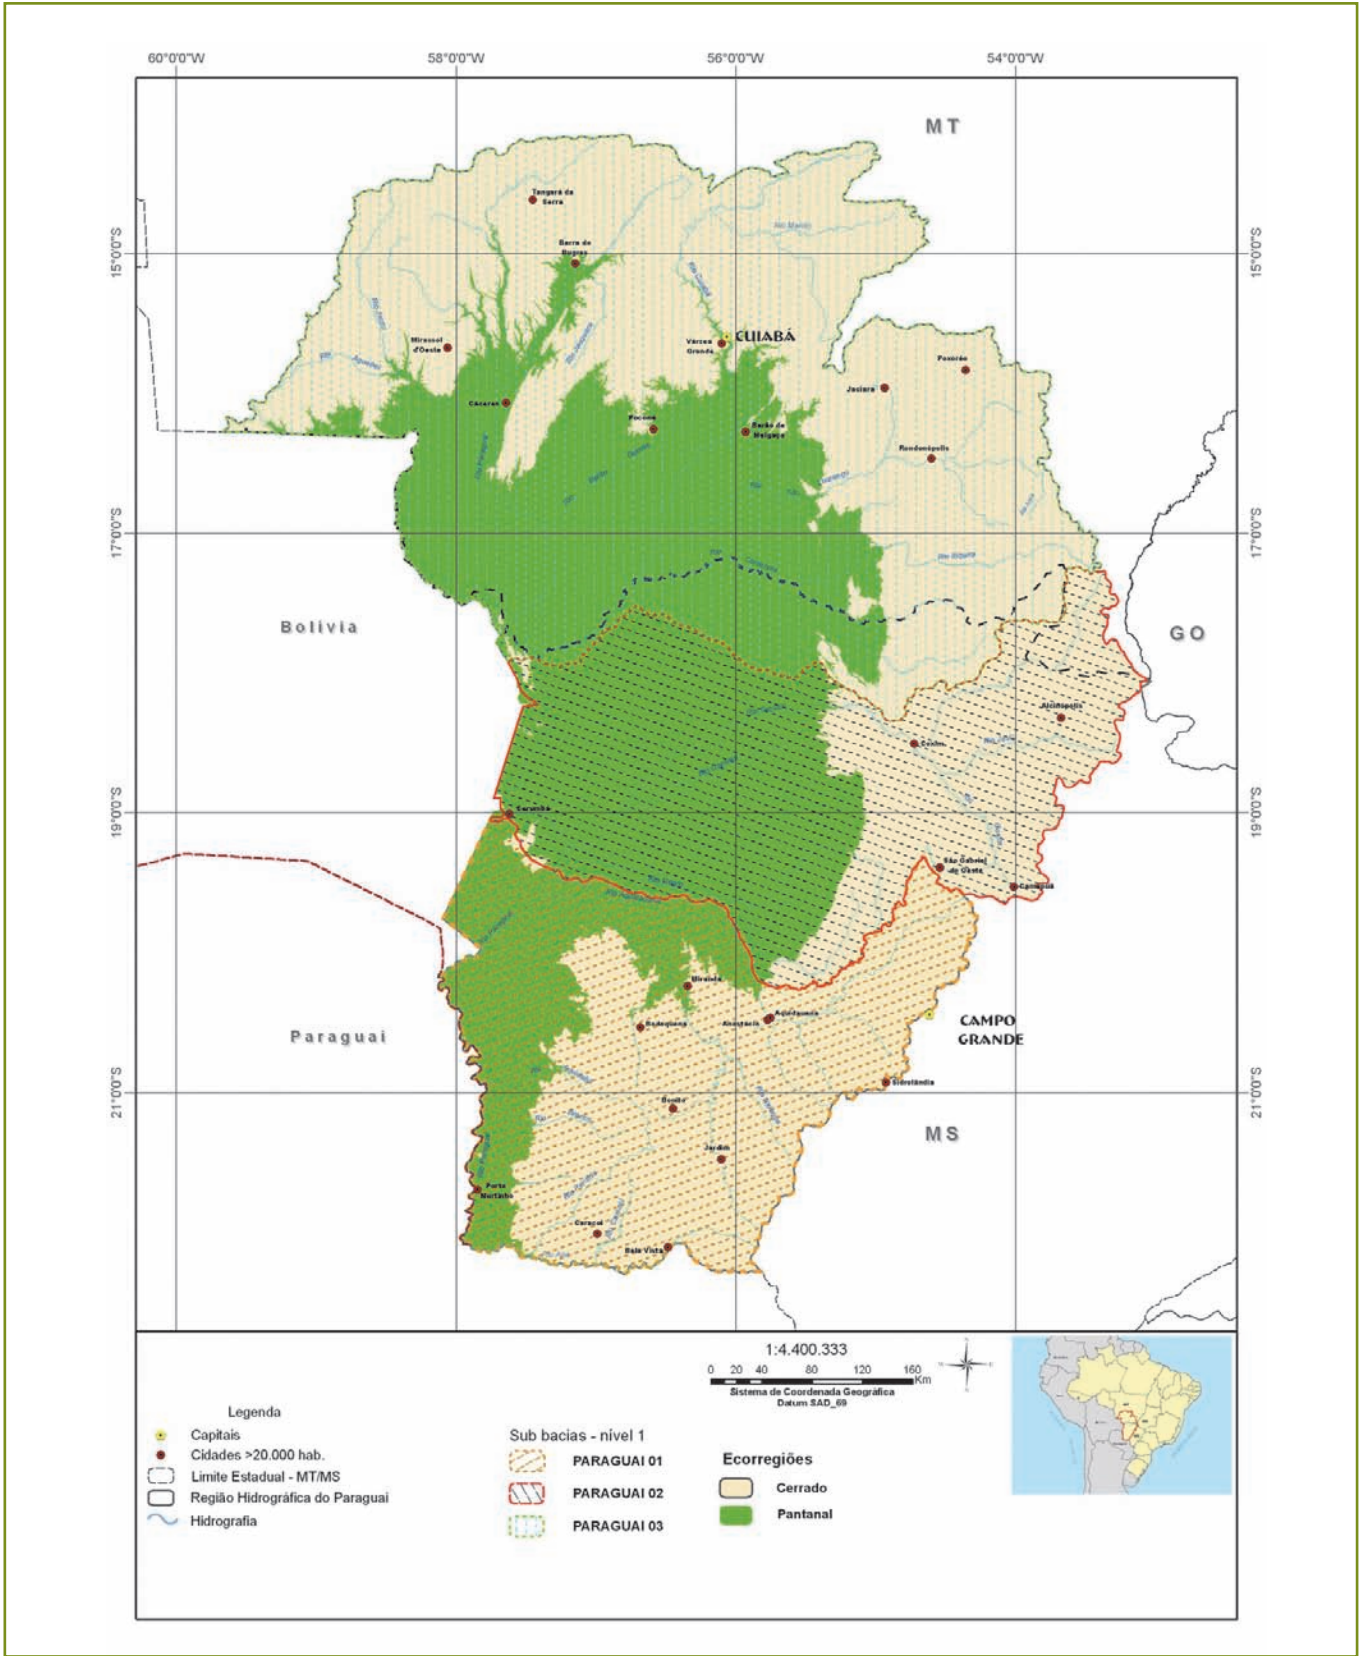 60°0'0"W
58°0'0"W
56°0'0"W
54°0'0"W
MT
Tangará da
Serra
Rio Manso
15°0'0"S
15°0'0"S
Barra do
Bugres
Rio Cuiabá
Mirassol
d'Oeste
Várzea
Grande
CUIABÁ
Poxoréo
Jaciara
Cáceres
Poconé
Barão de
Melgaço
Rondonópolis
17°0'0"S
17°0'0"S
Bolívia
GO
Alcinópolis
Coxim
19°0'0"S
19°0'0"S
Corumbá
São Gabriel
do Oeste
Camapuã
Miranda
Bodoquena
Anastácio
Aquidauana
CAMPO
GRANDE
Paraguai
Sidrolândia
21°0'0"S
21°0'0"S
Bonito
MS
Jardim
Porto
Murtinho
Caracol
Bela Vista
1:4.400.333
0 20 40 80 120 160
Km
Sistema de Coordenada Geográfica
Datum SAD_69
Legenda
Capitais
Cidades >20.000 hab.
Limite Estadual - MT/MS
Região Hidrográfica do Paraguai
Hidrografia
Sub bacias - nível 1
PARAGUAI 01
PARAGUAI 02
PARAGUAI 03
Ecorregiões
Cerrado
Pantanal